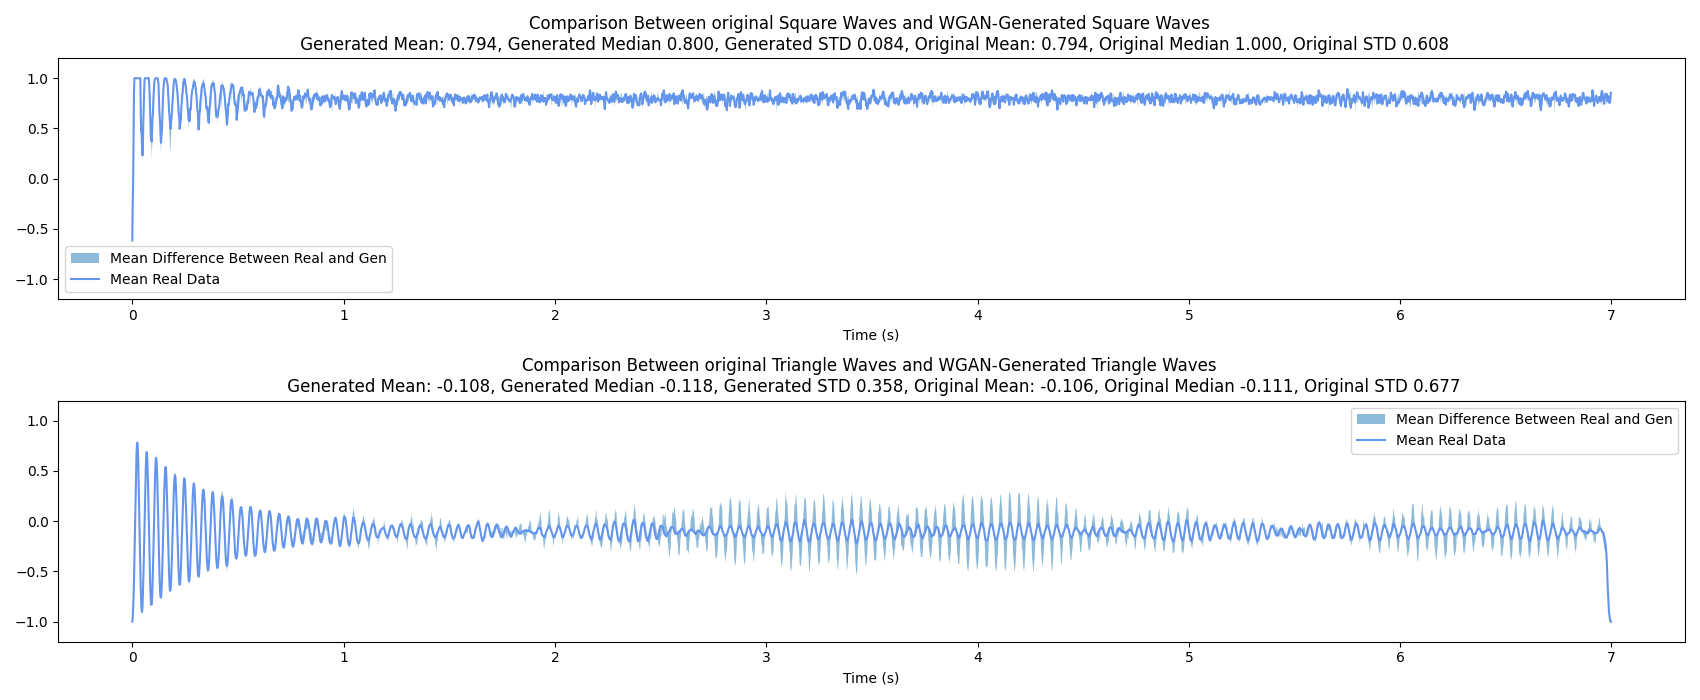 Comparison Between original Square Waves and WGAN-Generated Square Waves
Generated Mean: 0.794, Generated Median 0.800, Generated STD 0.084, Original Mean: 0.794, Original Median 1.000, Original STD 0.608
1.0
0.5
0.0
−0.5
−1.0
Mean Difference Between Real and Gen
Mean Real Data
0 1 2 3 4 5 6 7
Time (s)
Comparison Between original Triangle Waves and WGAN-Generated Triangle Waves
Generated Mean: -0.108, Generated Median -0.118, Generated STD 0.358, Original Mean: -0.106, Original Median -0.111, Original STD 0.677
1.0
0.5
0.0
−0.5
−1.0
Mean Difference Between Real and Gen
Mean Real Data
0 1 2 3 4 5 6 7
Time (s)